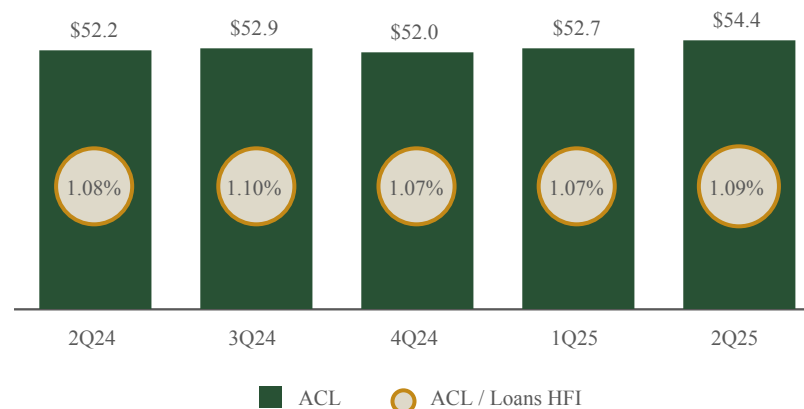 $52.2 $52.9 $52.0 $52.7 $54.4
1.08% 1.10% 1.07% 1.07% 1.09%
2Q24 3Q24 4Q24 1Q25 2Q25
ACL ACL / Loans HFI